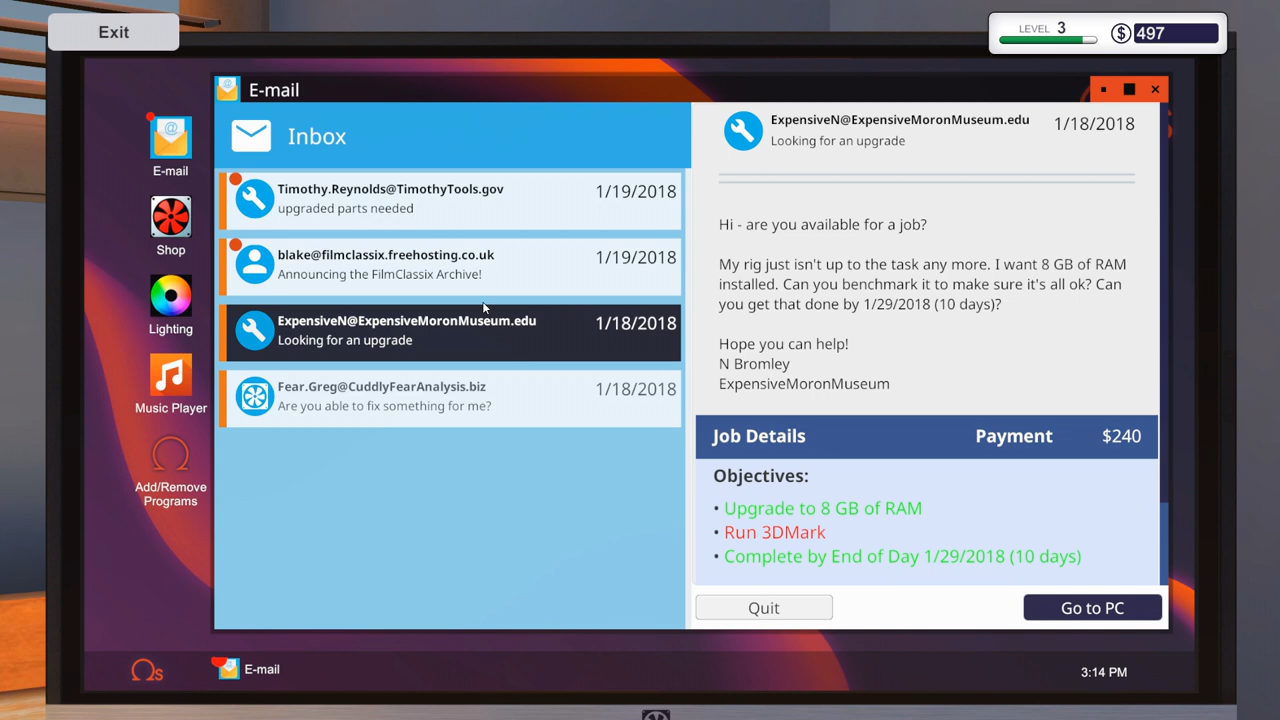 Exit
LEVEL 3
$ 497
E-mail
E-mail
Shop
Lighting
Music Player
Add/Remove
Programs
Inbox
Timothy.Reynolds@TimothyTools.gov
1/19/2018
upgraded parts needed
blake@filmclassix.freehosting.co.uk
1/19/2018
Announcing the FilmClassix Archive!
ExpensiveN@ExpensiveMoronMuseum.edu
1/18/2018
Looking for an upgrade
Fear.Greg@CuddlyFearAnalysis.biz
1/18/2018
Are you able to fix something for me?
ExpensiveN@ExpensiveMoronMuseum.edu
1/18/2018
Looking for an upgrade
Hi - are you available for a job?
My rig just isn't up to the task any more. I want 8 GB of RAM
installed. Can you benchmark it to make sure it's all ok? Can
you get that done by 1/29/2018 (10 days)?
Hope you can help!
N Bromley
ExpensiveMoronMuseum
Job Details Payment $240
Objectives:
• Upgrade to 8 GB of RAM
• Run 3DMark
• Complete by End of Day 1/29/2018 (10 days)
Quit
Go to PC
Ωs
E-mail
3:14 PM